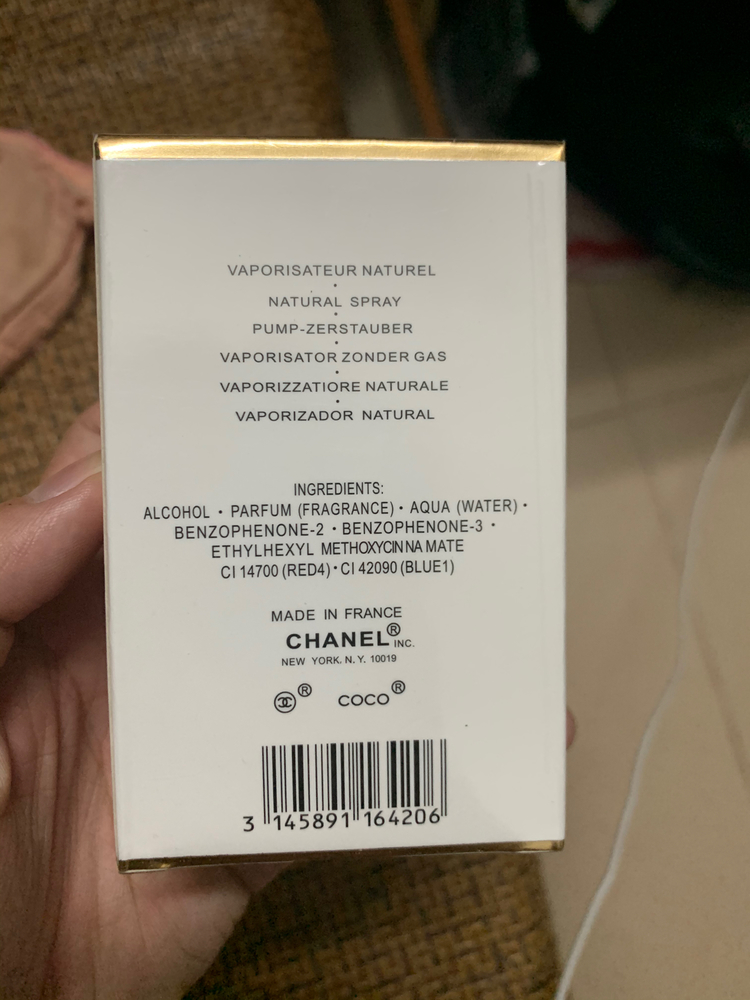 VAPORISATEUR NATUREL
•
NATURAL SPRAY
•
PUMP-ZERSTAUBER
•
VAPORISATOR ZONDER GAS
•
VAPORIZZATIORE NATURALE
•
VAPORIZADOR NATURAL
INGREDIENTS:
ALCOHOL • PARFUM (FRAGRANCE) • AQUA (WATER) •
BENZOPHENONE-2 • BENZOPHENONE-3 •
ETHYLHEXYL METHOXYCINNA MATE
CI 14700 (RED4) • CI 42090 (BLUE1)
MADE IN FRANCE
CHANEL® INC.
NEW YORK. N. Y. 10019
® COCO®
3 145891 164206